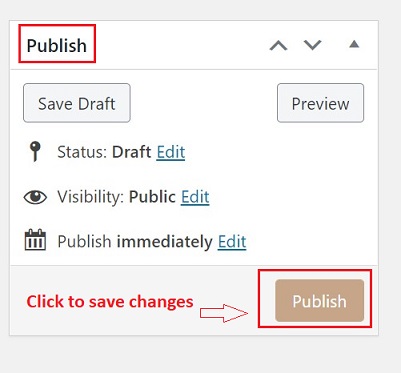 Publish
Save Draft Preview
Status: Draft Edit
Visibility: Public Edit
Publish immediately Edit
Click to save changes Publish